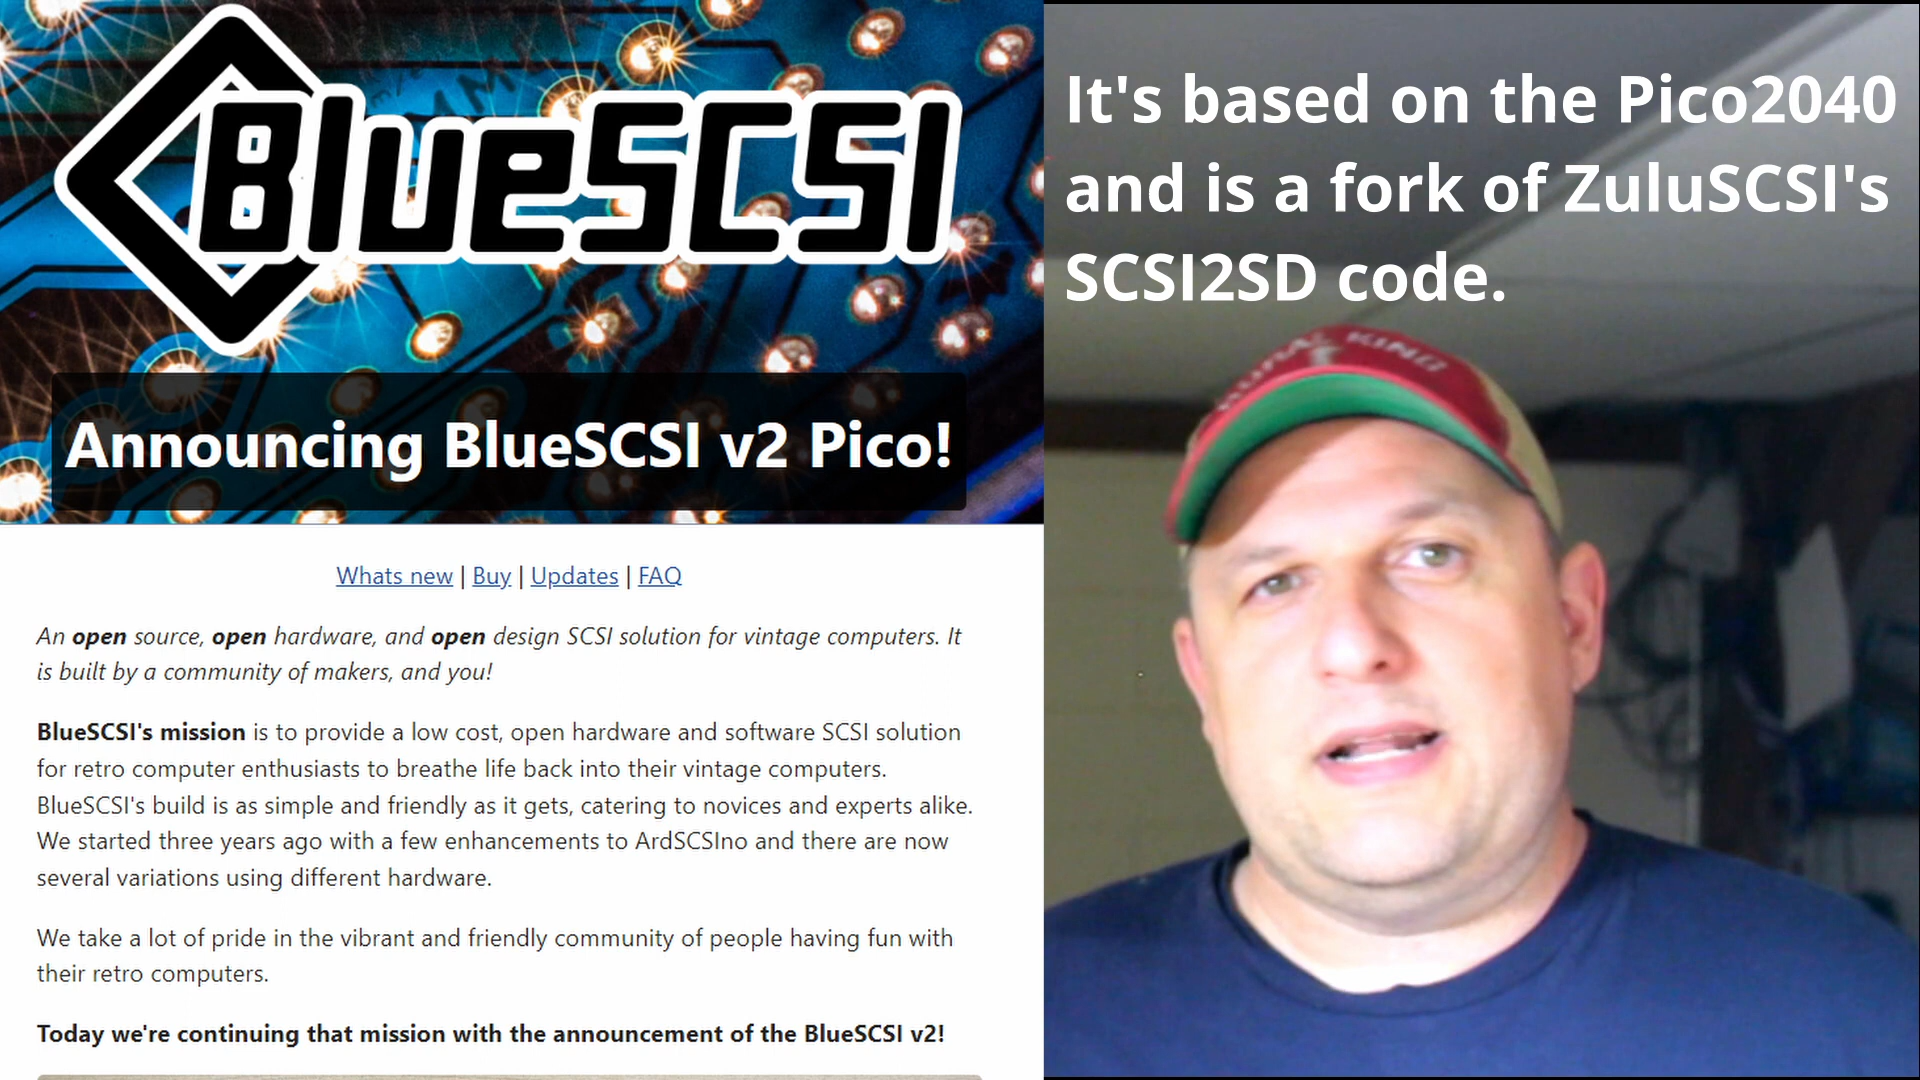 BlueSCSI
Announcing BlueSCSI v2 Pico!
Whats new | Buy | Updates | FAQ
An open source, open hardware, and open design SCSI solution for vintage computers. It
is built by a community of makers, and you!
BlueSCSI's mission is to provide a low cost, open hardware and software SCSI solution
for retro computer enthusiasts to breathe life back into their vintage computers.
BlueSCSI's build is as simple and friendly as it gets, catering to novices and experts alike.
We started three years ago with a few enhancements to ArdSCSIno and there are now
several variations using different hardware.
We take a lot of pride in the vibrant and friendly community of people having fun with
their retro computers.
Today we're continuing that mission with the announcement of the BlueSCSI v2!
It's based on the Pico2040
and is a fork of ZuluSCSI's
SCSI2SD code.
RURAL KING